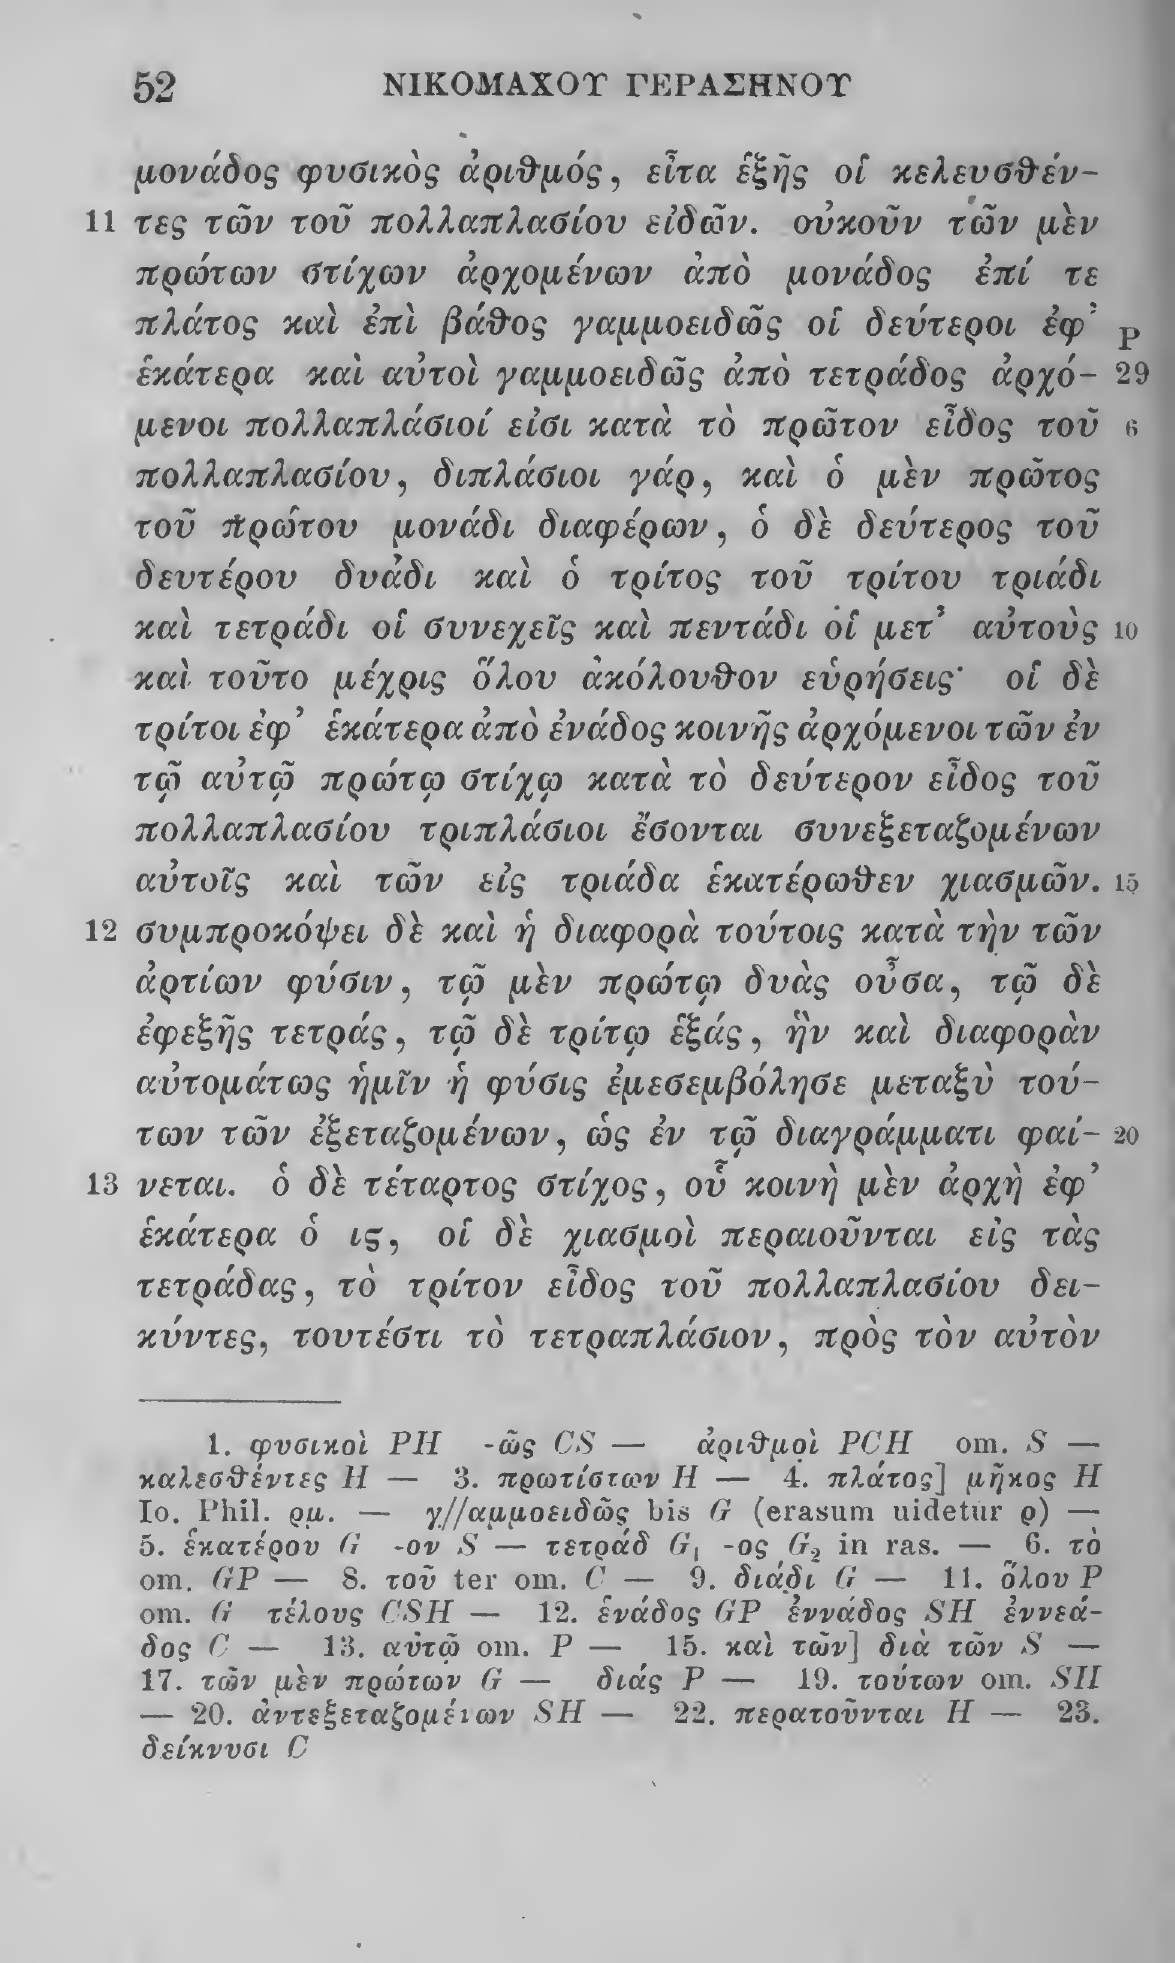 52 ΝΙΚΟΜΑΧΟΥ ΓΕΡΑΣΗΝΟΥ
μονάδος φυσικὸς ἀριθμός, εἶτα ἑξῆς οἱ κελευσθέν-
11 τες τῶν τοῦ πολλαπλασίου εἰδῶν. οὐκοῦν τῶν μὲν
πρώτων στίχων ἀρχομένων ἀπὸ μονάδος ἐπί τε
πλάτος καὶ ἐπὶ βάθος γαμμοειδῶς οἱ δεύτεροι ἐφ᾽ P
ἑκάτερα καὶ αὐτοὶ γαμμοειδῶς ἀπὸ τετράδος ἀρχό- 29
μενοι πολλαπλάσιοί εἰσι κατὰ τὸ πρῶτον εἶδος τοῦ 6
πολλαπλασίου, διπλάσιοι γάρ, καὶ ὁ μὲν πρῶτος
τοῦ πρώτου μονάδι διαφέρων, ὁ δὲ δεύτερος τοῦ
δευτέρου δυάδι καὶ ὁ τρίτος τοῦ τρίτου τριάδι
καὶ τετράδι οἱ συνεχεῖς καὶ πεντάδι οἱ μετ᾽ αὐτοὺς 10
καὶ τοῦτο μέχρις ὅλου ἀκόλουθον εὑρήσεις· οἱ δὲ
τρίτοι ἐφ᾽ ἑκάτερα ἀπὸ ἐνάδος κοινῆς ἀρχόμενοι τῶν ἐν
τῷ αὐτῷ πρώτῳ στίχῳ κατὰ τὸ δεύτερον εἶδος τοῦ
πολλαπλασίου τριπλάσιοι ἔσονται συνεξεταζομένων
αὐτοῖς καὶ τῶν εἰς τριάδα ἑκατέρωθεν χιασμῶν. 15
12 συμπροκόψει δὲ καὶ ἡ διαφορὰ τούτοις κατὰ τὴν τῶν
ἀρτίων φύσιν, τῷ μὲν πρώτῳ δυὰς οὖσα, τῷ δὲ
ἐφεξῆς τετράς, τῷ δὲ τρίτῳ ἑξάς, ἣν καὶ διαφορὰν
αὐτομάτως ἡμῖν ἡ φύσις ἐμεσεμβόλησε μεταξὺ τού-
των τῶν ἐξεταζομένων, ὡς ἐν τῷ διαγράμματι φαί- 20
13 νεται. ὁ δὲ τέταρτος στίχος, οὗ κοινὴ μὲν ἀρχὴ ἐφ᾽
ἑκάτερα ὁ ις, οἱ δὲ χιασμοὶ περαιοῦνται εἰς τὰς
τετράδας, τὸ τρίτον εἶδος τοῦ πολλαπλασίου δει-
κύντες, τουτέστι τὸ τετραπλάσιον, πρὸς τὸν αὐτὸν
1. φυσικοὶ PH -ῶς CS — ἀριθμοὶ PCH om. S —
καλεσθέντες H — 3. πρωτίστων H — 4. πλάτος] μῆκος H
Io. Phil. ρμ. — γ//αμμοειδῶς bis G (erasum uidetur ρ) —
5. ἑκατέρου G -ον S — τετράδ G₁ -ος G₂ in ras. — 6. τὸ
om. GP — 8. τοῦ ter om. C — 9. διάδι G — 11. ὅλου P
om. G τέλους CSH — 12. ἑνάδος GP ἐννάδος SH ἐννεά-
δος C — 13. αὐτῷ om. P — 15. καὶ τῶν] διὰ τῶν S —
17. τῶν μὲν πρώτων G — διάς P — 19. τούτων om. SH
— 20. ἀντεξεταζομένων SH — 22. περατοῦνται H — 23.
δείκνυσι C